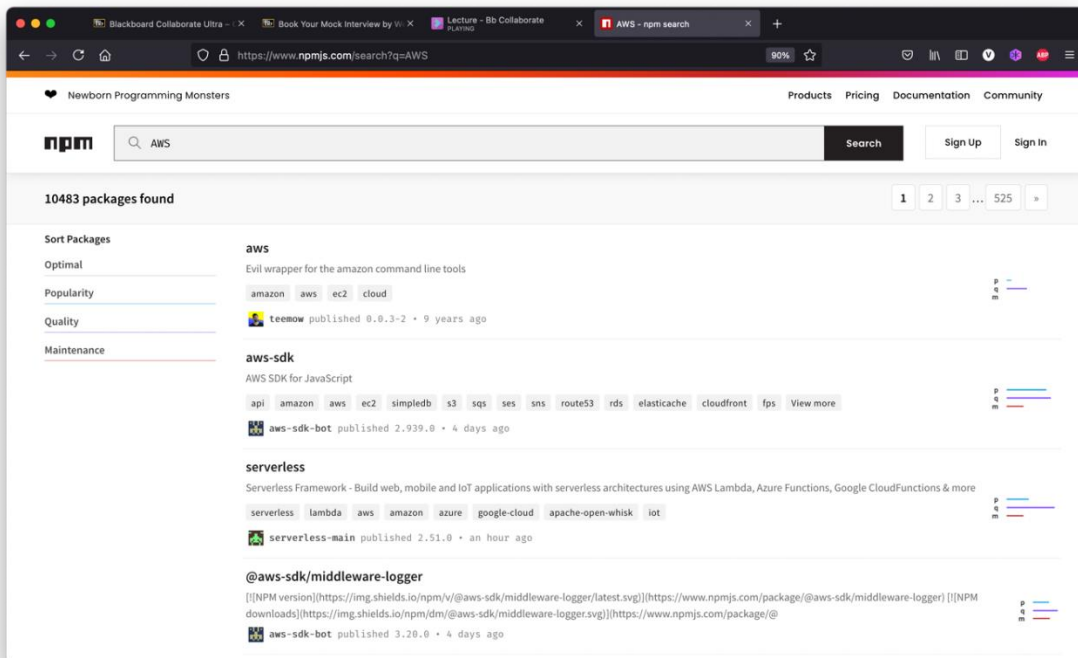 Blackboard Collaborate Ultra –
Book Your Mock Interview by
Lecture - Bb Collaborate
PLAYING
AWS - npm search
https://www.npmjs.com/search?q=AWS
90%
ABP
Newborn Programming Monsters
Products Pricing Documentation Community
npm
AWS
Search
Sign Up
Sign In
10483 packages found
1 2 3 ... 525 »
Sort Packages
Optimal
Popularity
Quality
Maintenance
aws
Evil wrapper for the amazon command line tools
amazon aws ec2 cloud
teemow published 0.0.3-2 • 9 years ago
p
q
m
aws-sdk
AWS SDK for JavaScript
api amazon aws ec2 simpledb s3 sqs ses sns route53 rds elasticache cloudfront fps View more
aws-sdk-bot published 2.939.0 • 4 days ago
p
q
m
serverless
Serverless Framework - Build web, mobile and IoT applications with serverless architectures using AWS Lambda, Azure Functions, Google CloudFunctions & more
serverless lambda aws amazon azure google-cloud apache-open-whisk iot
serverless-main published 2.51.0 • an hour ago
p
q
m
@aws-sdk/middleware-logger
[![NPM version](https://img.shields.io/npm/v/@aws-sdk/middleware-logger/latest.svg)](https://www.npmjs.com/package/@aws-sdk/middleware-logger) [![NPM
downloads](https://img.shields.io/npm/dm/@aws-sdk/middleware-logger.svg)](https://www.npmjs.com/package/@
aws-sdk-bot published 3.20.0 • 4 days ago
p
q
m